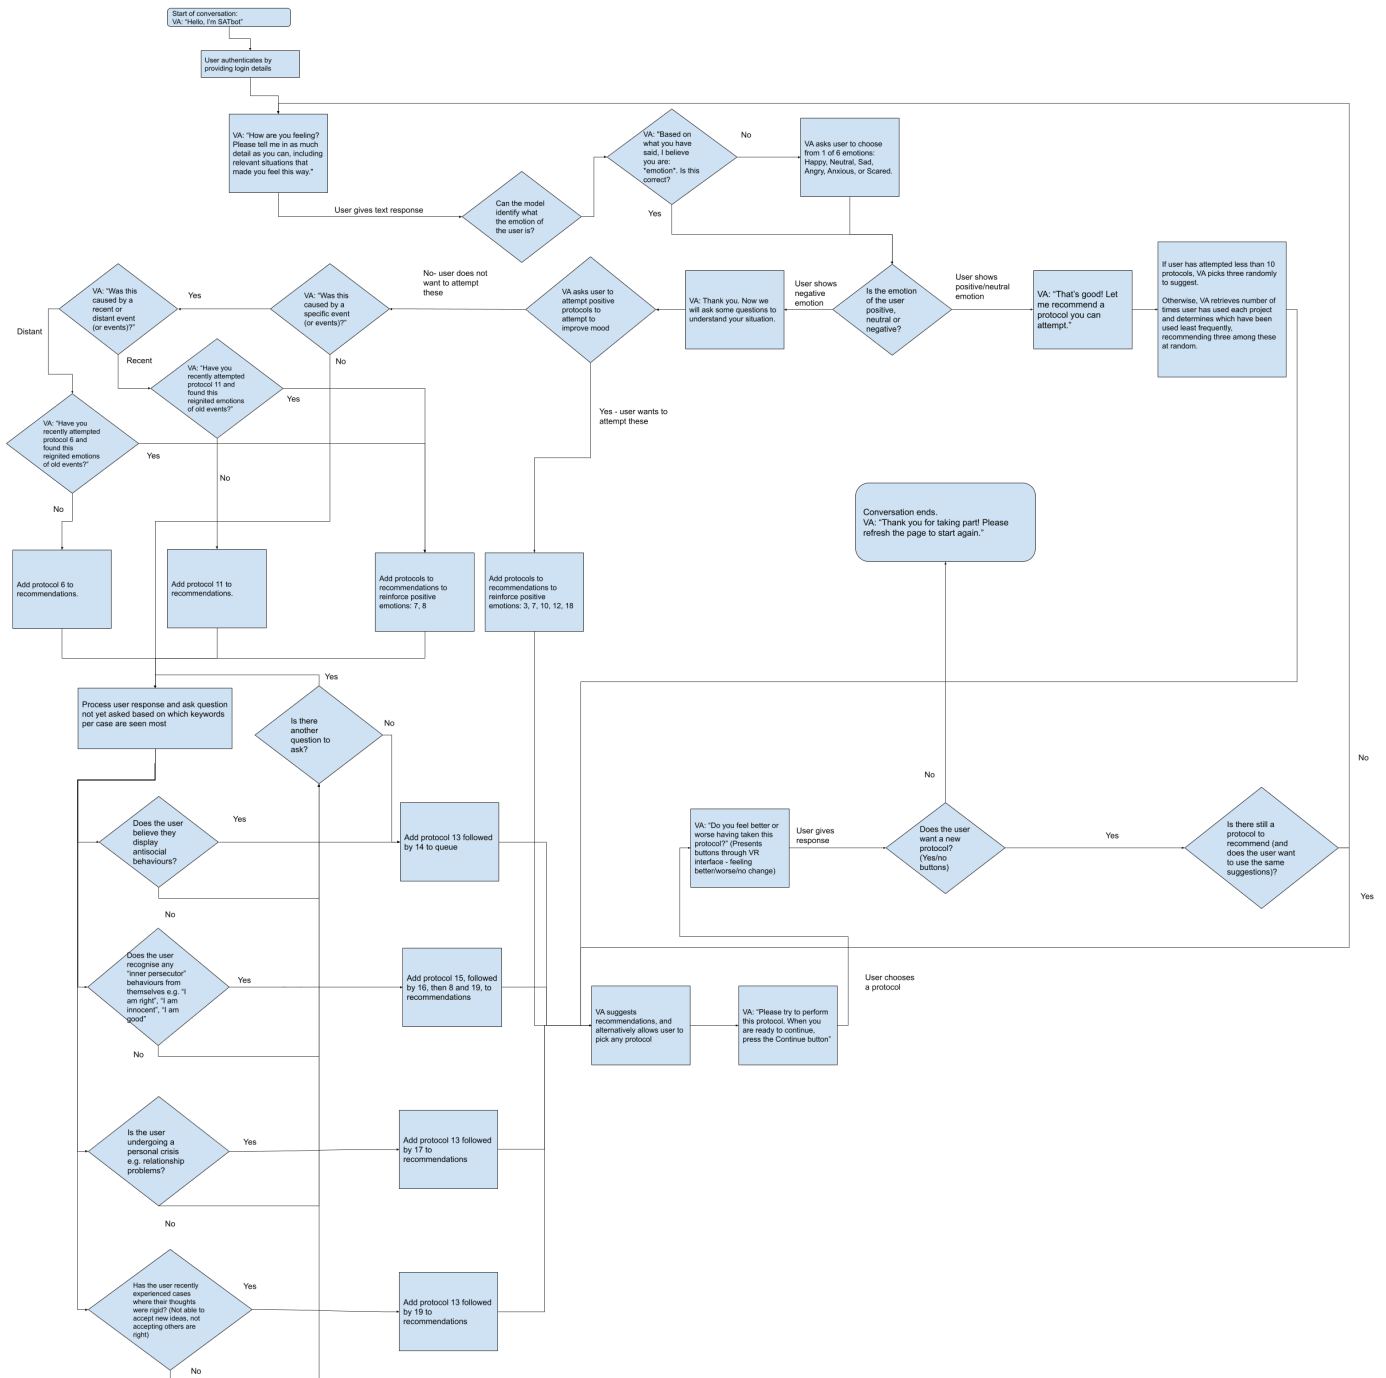 Start of conversation:
VA: “Hello, I’m SATbot”
User authenticates by
providing login details
VA: “How are you feeling?
Please tell me in as much
detail as you can, including
relevant situations that
made you feel this way."
User gives text response
Can the model
identify what
the emotion of
the user is?
VA: "Based on
what you have
said, I believe
you are:
*emotion*. Is this
correct?
No
Yes
VA asks user to choose
from 1 of 6 emotions:
Happy, Neutral, Sad,
Angry, Anxious, or Scared.
Is the emotion
of the user
positive,
neutral or
negative?
User shows
positive/neutral
emotion
VA: “That’s good! Let
me recommend a
protocol you can
attempt.”
If user has attempted less than 10
protocols, VA picks three randomly
to suggest.
Otherwise, VA retrieves number of
times user has used each project
and determines which have been
used least frequently,
recommending three among these
at random.
User shows
negative
emotion
VA: Thank you. Now we
will ask some questions to
understand your situation.
VA asks user to
attempt positive
protocols to
attempt to
improve mood
No- user does not
want to attempt
these
Yes - user wants to
attempt these
VA: “Was this
caused by a
specific event
(or events)?”
Yes
No
VA: “Was this
caused by a
recent or
distant event
(or events)?”
Distant
Recent
VA: “Have you
recently attempted
protocol 11 and
found this
reignited emotions
of old events?”
Yes
No
VA: “Have you
recently attempted
protocol 6 and
found this
reignited emotions
of old events?”
Yes
No
Add protocol 6 to
recommendations.
Add protocol 11 to
recommendations.
Add protocols to
recommendations to
reinforce positive
emotions: 7, 8
Add protocols to
recommendations to
reinforce positive
emotions: 3, 7, 10, 12, 18
Conversation ends.
VA: “Thank you for taking part! Please
refresh the page to start again.”
Process user response and ask question
not yet asked based on which keywords
per case are seen most
Is there
another
question to
ask?
Yes
No
Does the user
believe they
display
antisocial
behaviours?
Yes
No
Add protocol 13 followed
by 14 to queue
Does the user
recognise any
“inner persecutor”
behaviours from
themselves e.g. “I
am right”, “I am
innocent”, “I am
good”
Yes
No
Add protocol 15, followed
by 16, then 8 and 19, to
recommendations
Is the user
undergoing a
personal crisis
e.g. relationship
problems?
Yes
No
Add protocol 13 followed
by 17 to
recommendations
Has the user recently
experienced cases
where their thoughts
were rigid? (Not able to
accept new ideas, not
accepting others are
right)
Yes
No
Add protocol 13 followed
by 19 to
recommendations
VA suggests
recommendations, and
alternatively allows user to
pick any protocol
VA: “Please try to perform
this protocol. When you
are ready to continue,
press the Continue button”
User chooses
a protocol
VA: “Do you feel better or
worse having taken this
protocol?” (Presents
buttons through VR
interface - feeling
better/worse/no change)
User gives
response
Does the user
want a new
protocol?
(Yes/no
buttons)
No
Yes
Is there still a
protocol to
recommend (and
does the user want
to use the same
suggestions)?
No
Yes